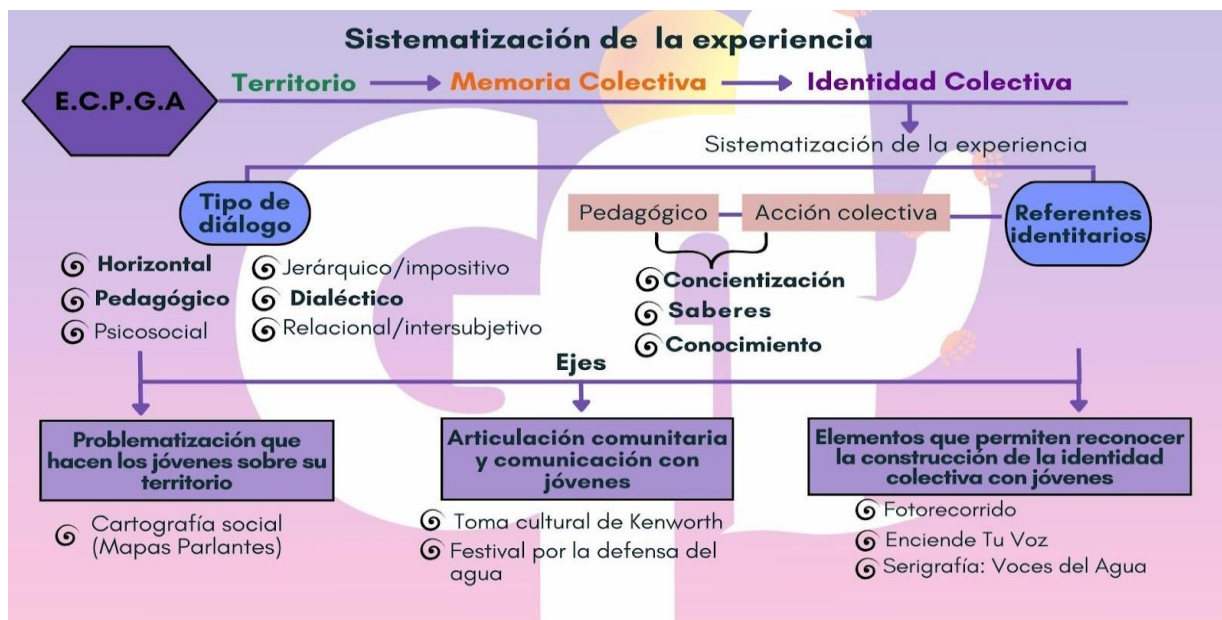 Sistematización de la experiencia
E.C.P.G.A
Territorio
Memoria Colectiva
Identidad Colectiva
Sistematización de la experiencia
Tipo de
diálogo
Pedagógico
Acción colectiva
Referentes
identitarios
Horizontal
Pedagógico
Psicosocial
Jerárquico/impositivo
Dialéctico
Relacional/intersubjetivo
Concientización
Saberes
Conocimiento
Ejes
Problematización que
hacen los jóvenes sobre su
territorio
Cartografía social
(Mapas Parlantes)
Articulación comunitaria
y comunicación con
jóvenes
Toma cultural de Kenworth
Festival por la defensa del
agua
Elementos que permiten reconocer
la construcción de la identidad
colectiva con jóvenes
Fotorecorrido
Enciende Tu Voz
Serigrafía: Voces del Agua